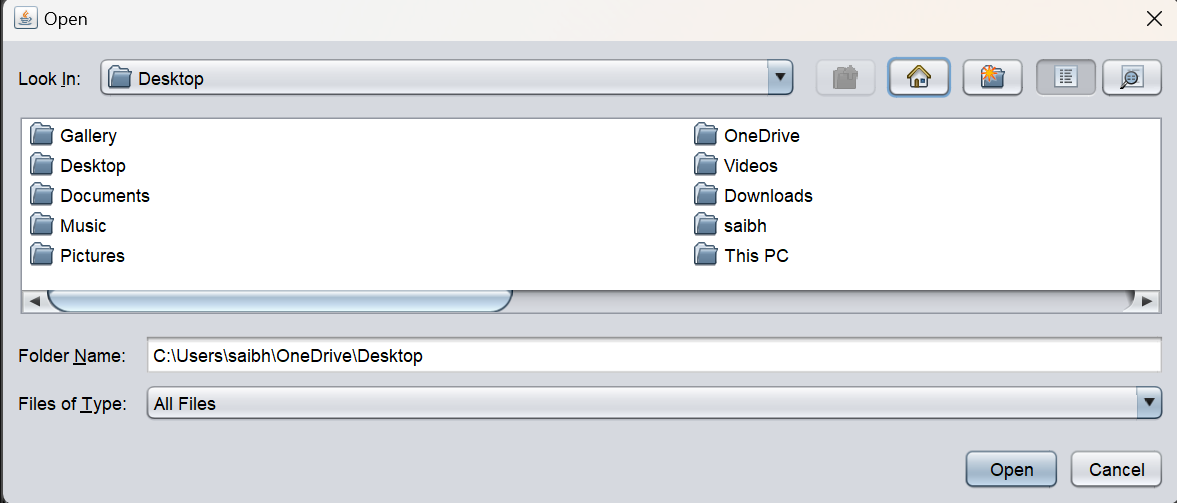 Open
Look In: Desktop
Gallery OneDrive
Desktop Videos
Documents Downloads
Music saibh
Pictures This PC
Folder Name: C:\Users\saibh\OneDrive\Desktop
Files of Type: All Files
Open Cancel